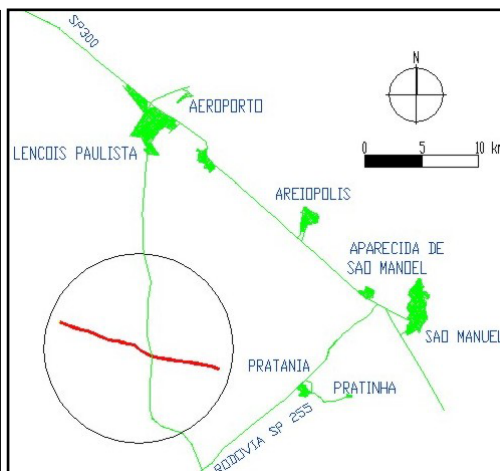 SP300
N
AEROPORTO
LENCOIS PAULISTA
0 5 10 km
AREIOPOLIS
APARECIDA DE
SAO MANOEL
SAO MANUEL
PRATANIA
PRATINHA
RODOVIA SP 255